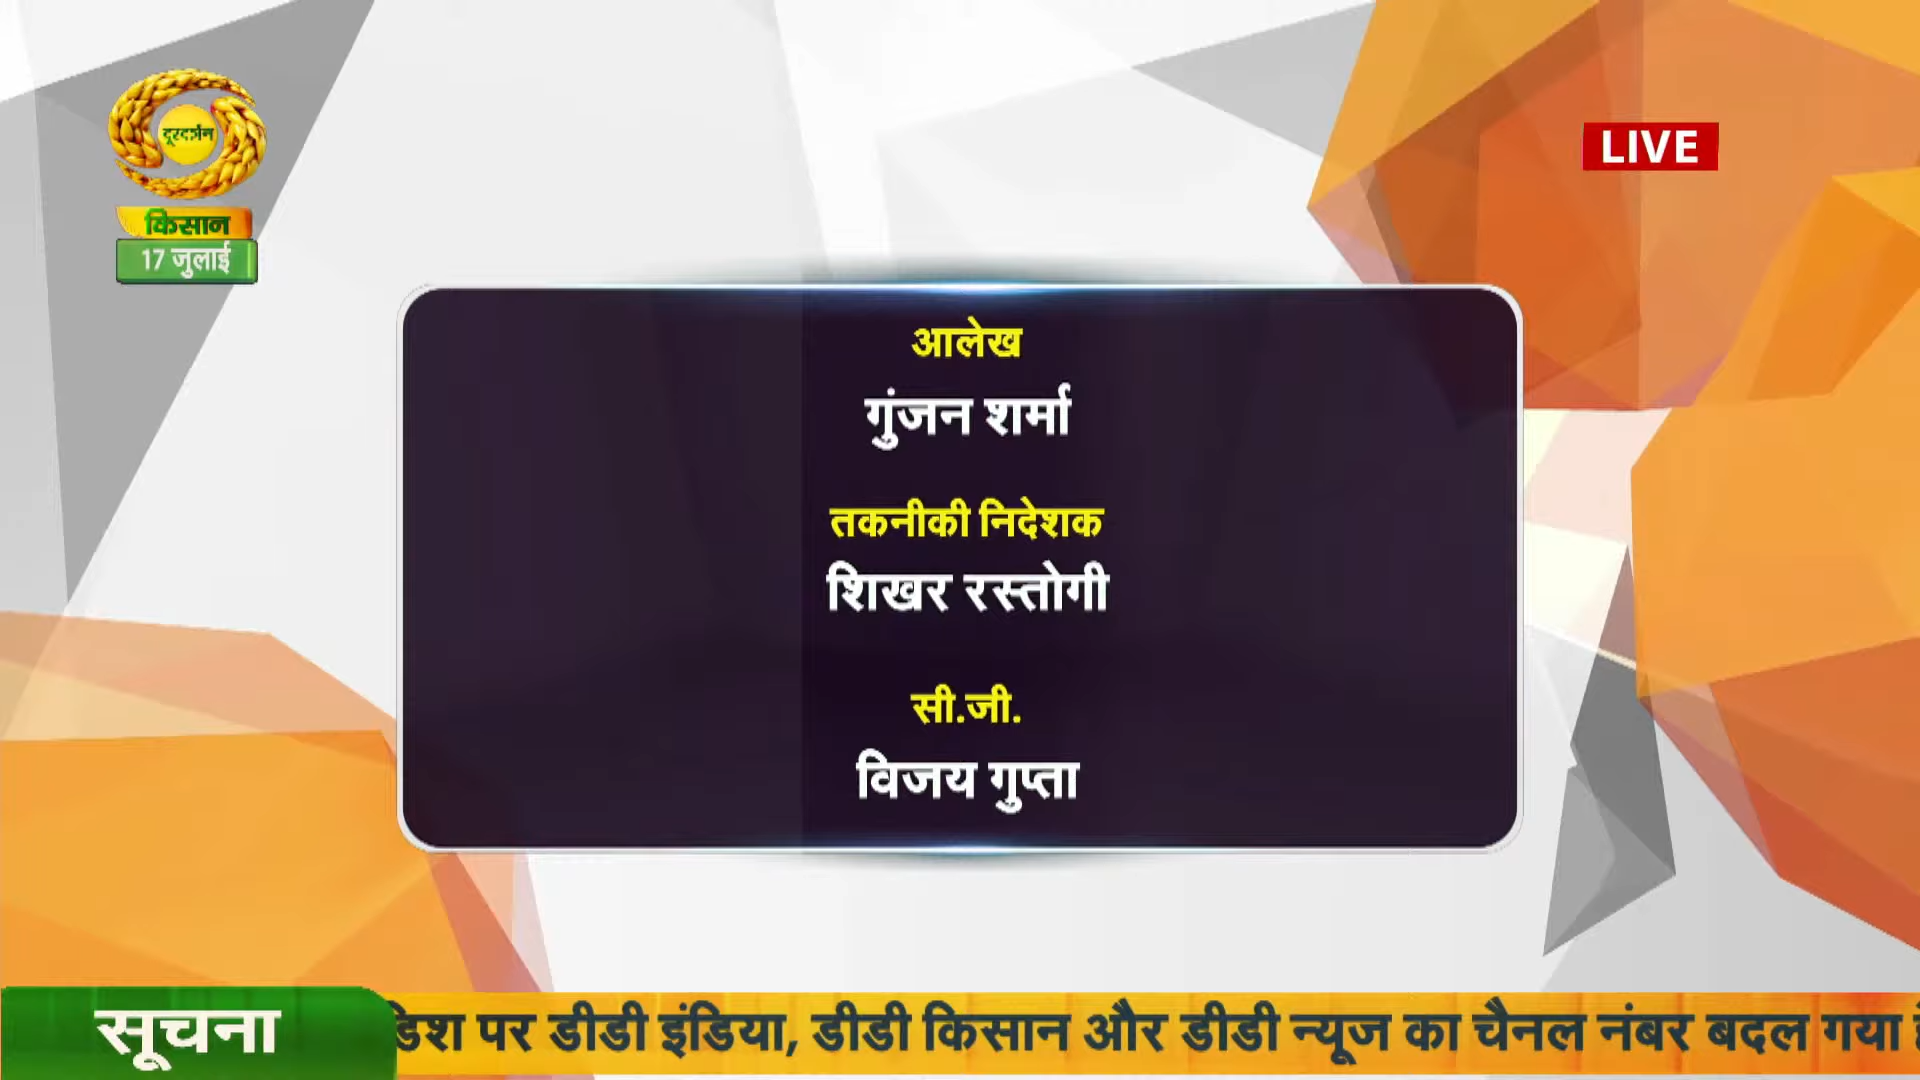 दूरदर्शन
किसान
17 जुलाई
LIVE
आलेख
गुंजन शर्मा
तकनीकी निदेशक
शिखर रस्तोगी
सी.जी.
विजय गुप्ता
सूचना
डिश पर डीडी इंडिया, डीडी किसान और डीडी न्यूज का चैनल नंबर बदल गया